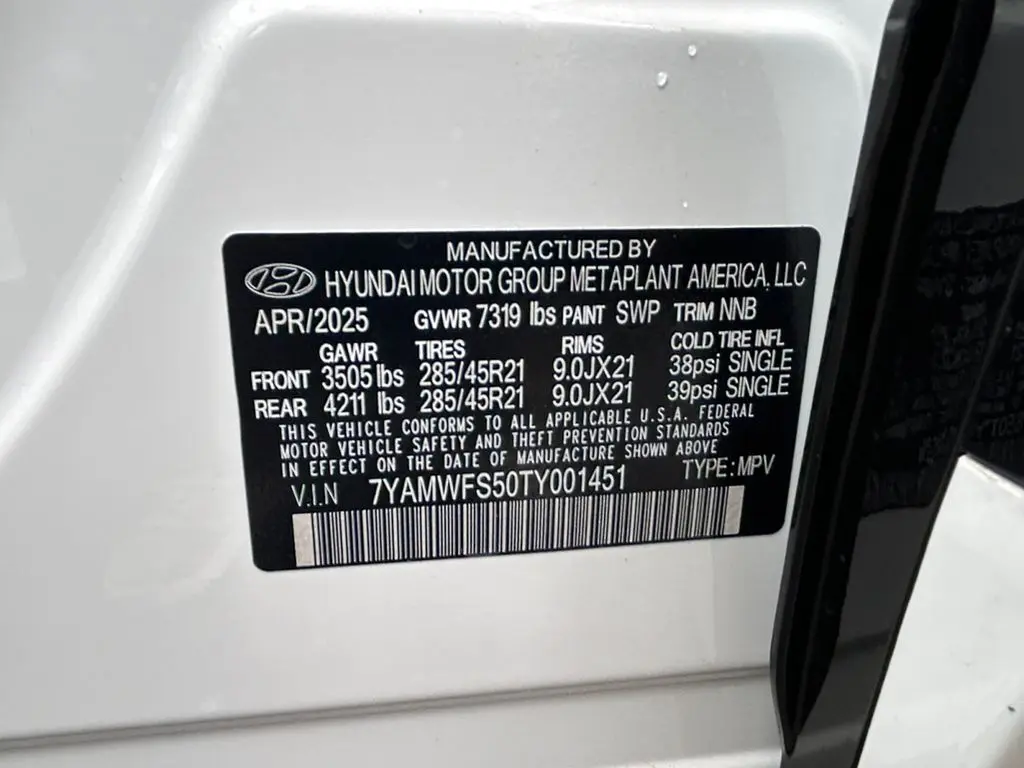 MANUFACTURED BY
HYUNDAI MOTOR GROUP METAPLANT AMERICA, LLC
APR/2025 GVWR 7319 lbs PAINT SWP TRIM NNB
GAWR TIRES RIMS COLD TIRE INFL
FRONT 3505 lbs 285/45R21 9.0JX21 38psi SINGLE
REAR 4211 lbs 285/45R21 9.0JX21 39psi SINGLE
THIS VEHICLE CONFORMS TO ALL APPLICABLE U.S.A. FEDERAL
MOTOR VEHICLE SAFETY AND THEFT PREVENTION STANDARDS
IN EFFECT ON THE DATE OF MANUFACTURE SHOWN ABOVE
V.I.N 7YAMWFS50TY001451 TYPE:MPV